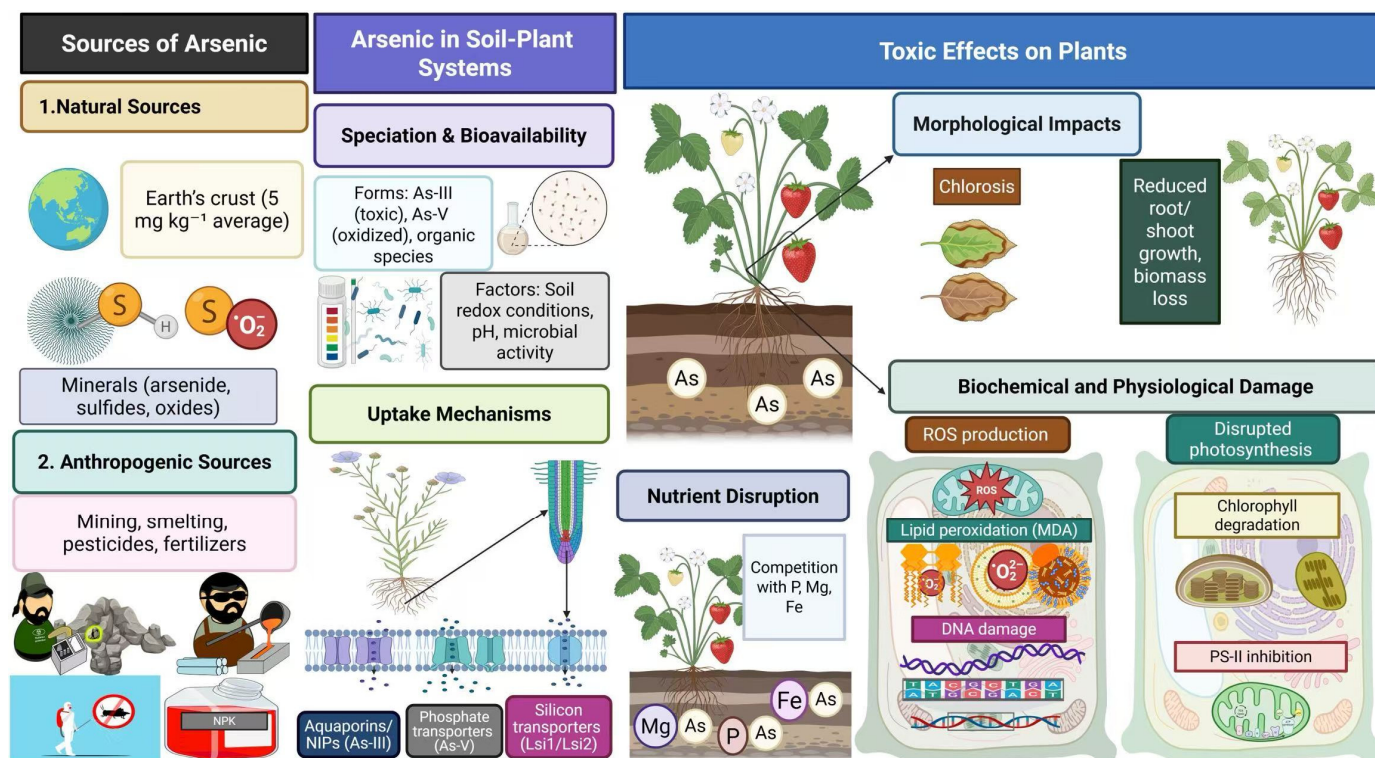 Sources of Arsenic
1.Natural Sources
Earth's crust (5
mg kg⁻¹ average)
S
H
S
•O₂⁻
Minerals (arsenide,
sulfides, oxides)
2. Anthropogenic Sources
Mining, smelting,
pesticides, fertilizers
NPK
Arsenic in Soil-Plant
Systems
Speciation & Bioavailability
Forms: As-III
(toxic), As-V
(oxidized), organic
species
Factors: Soil
redox conditions,
pH, microbial
activity
Uptake Mechanisms
Aquaporins/
NIPs (As-III)
Phosphate
transporters
(As-V)
Silicon
transporters
(Lsi1/Lsi2)
Toxic Effects on Plants
As
As
As
Morphological Impacts
Chlorosis
Reduced
root/
shoot
growth,
biomass
loss
Nutrient Disruption
Competition
with P, Mg,
Fe
Mg
As
P
As
Fe
As
Biochemical and Physiological Damage
ROS production
ROS
Lipid peroxidation (MDA)
•O₂⁻
•O₂²⁻
DNA damage
T A C G C T G A
A T G C G A C T
Disrupted
photosynthesis
Chlorophyll
degradation
PS-II inhibition